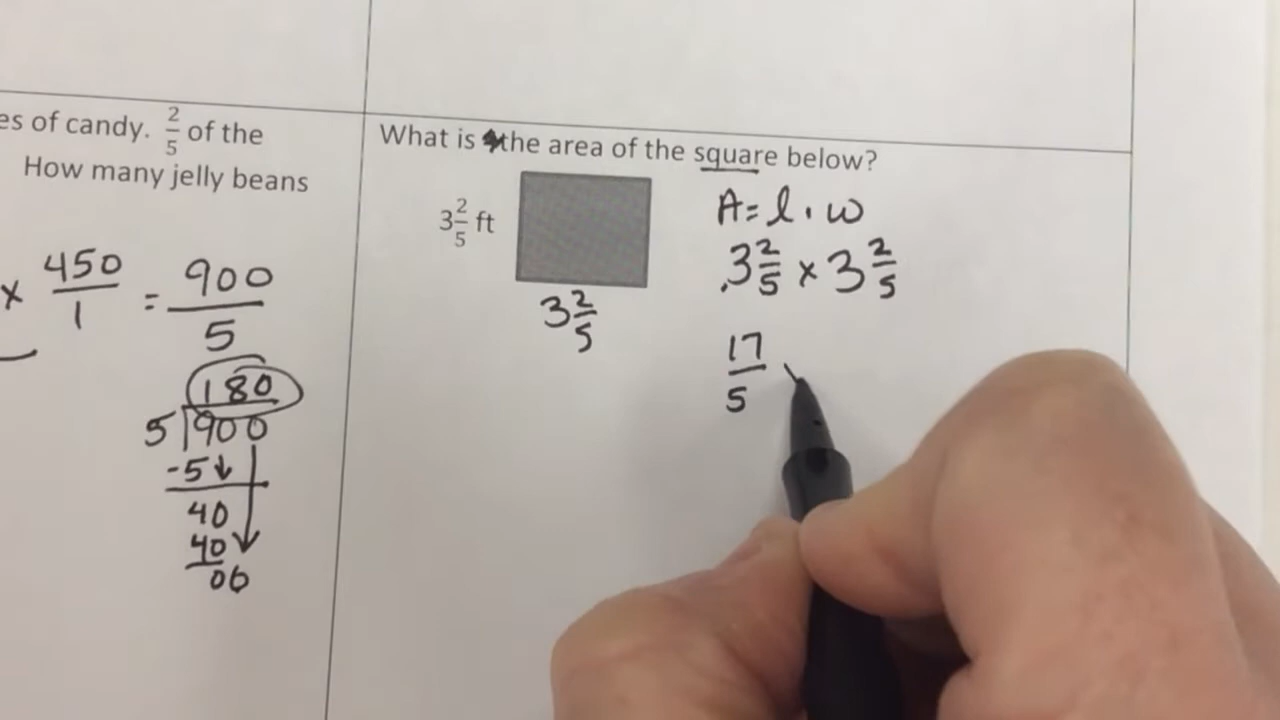 es of candy. 2/5 of the
How many jelly beans
× 450/1 = 900/5
180
5 900
-5
40
40
00
What is the area of the square below?
3 2/5 ft
3 2/5
A = l · w
3 2/5 × 3 2/5
17/5